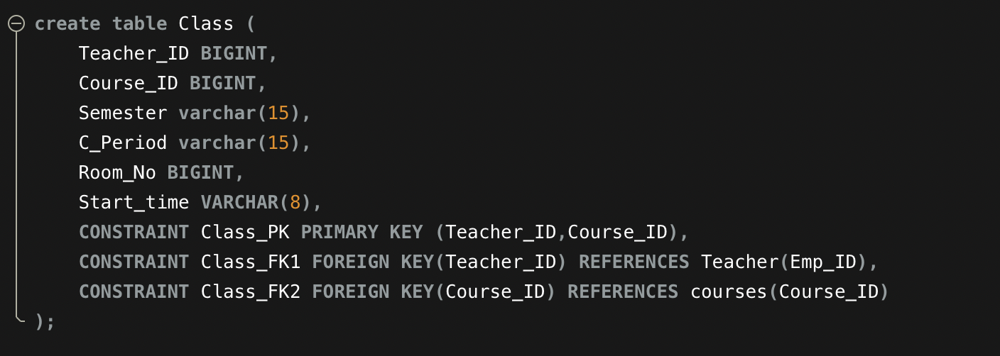 create table Class (
Teacher_ID BIGINT,
Course_ID BIGINT,
Semester varchar(15),
C_Period varchar(15),
Room_No BIGINT,
Start_time VARCHAR(8),
CONSTRAINT Class_PK PRIMARY KEY (Teacher_ID,Course_ID),
CONSTRAINT Class_FK1 FOREIGN KEY(Teacher_ID) REFERENCES Teacher(Emp_ID),
CONSTRAINT Class_FK2 FOREIGN KEY(Course_ID) REFERENCES courses(Course_ID)
);